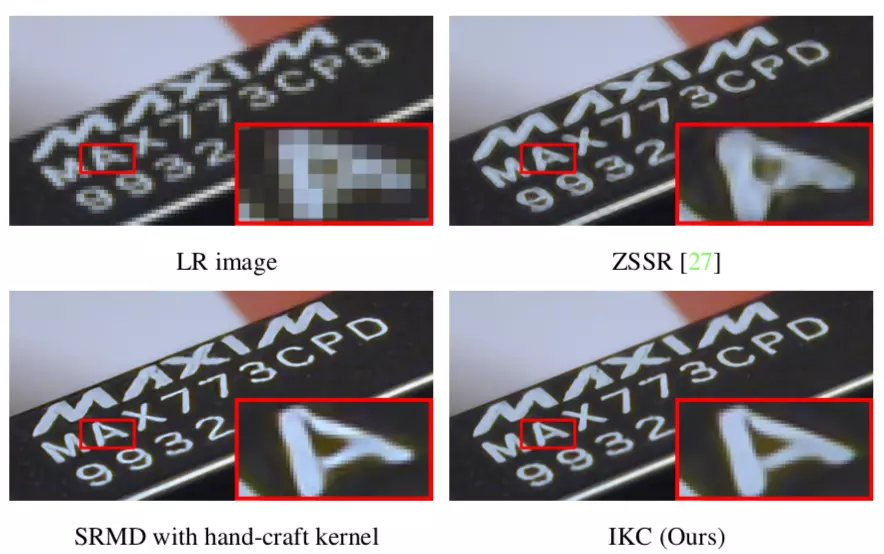 MAXIM
MAX773CPD
9932
A
LR image
MAXIM
MAX773CPD
9932
A
ZSSR [27]
MAXIM
MAX773CPD
9932
A
SRMD with hand-craft kernel
MAXIM
MAX773CPD
9932
A
IKC (Ours)